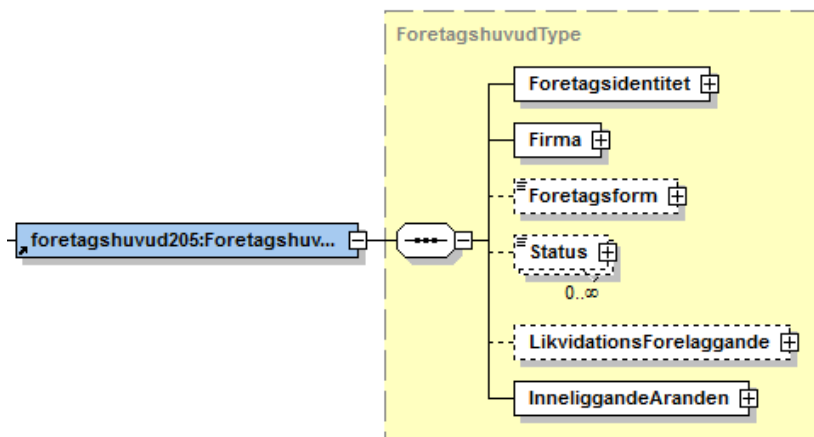 ForetagshuvudType
Foretagsidentitet
Firma
Foretagsform
foretagshuvud205:Foretagshuv...
Status
0..∞
LikvidationsForelaggande
InneliggandeAranden